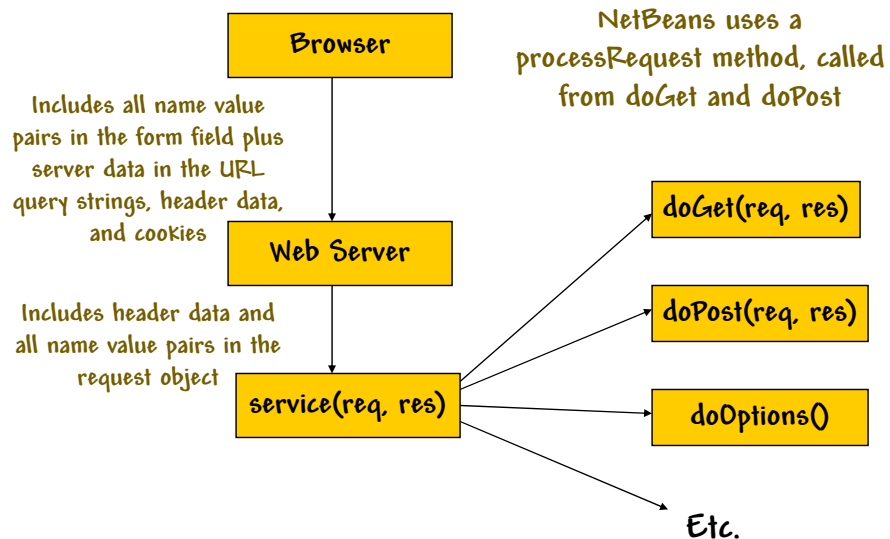 Browser
NetBeans uses a
processRequest method, called
from doGet and doPost
Includes all name value
pairs in the form field plus
server data in the URL
query strings, header data,
and cookies
Web Server
Includes header data and
all name value pairs in the
request object
service(req, res)
doGet(req, res)
doPost(req, res)
doOptions()
Etc.